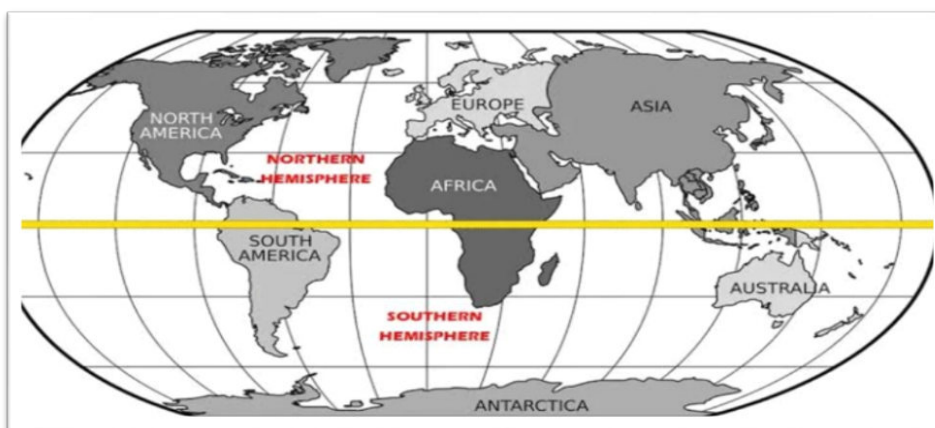 NORTH
AMERICA
EUROPE
ASIA
NORTHERN
HEMISPHERE
AFRICA
SOUTH
AMERICA
AUSTRALIA
SOUTHERN
HEMISPHERE
ANTARCTICA